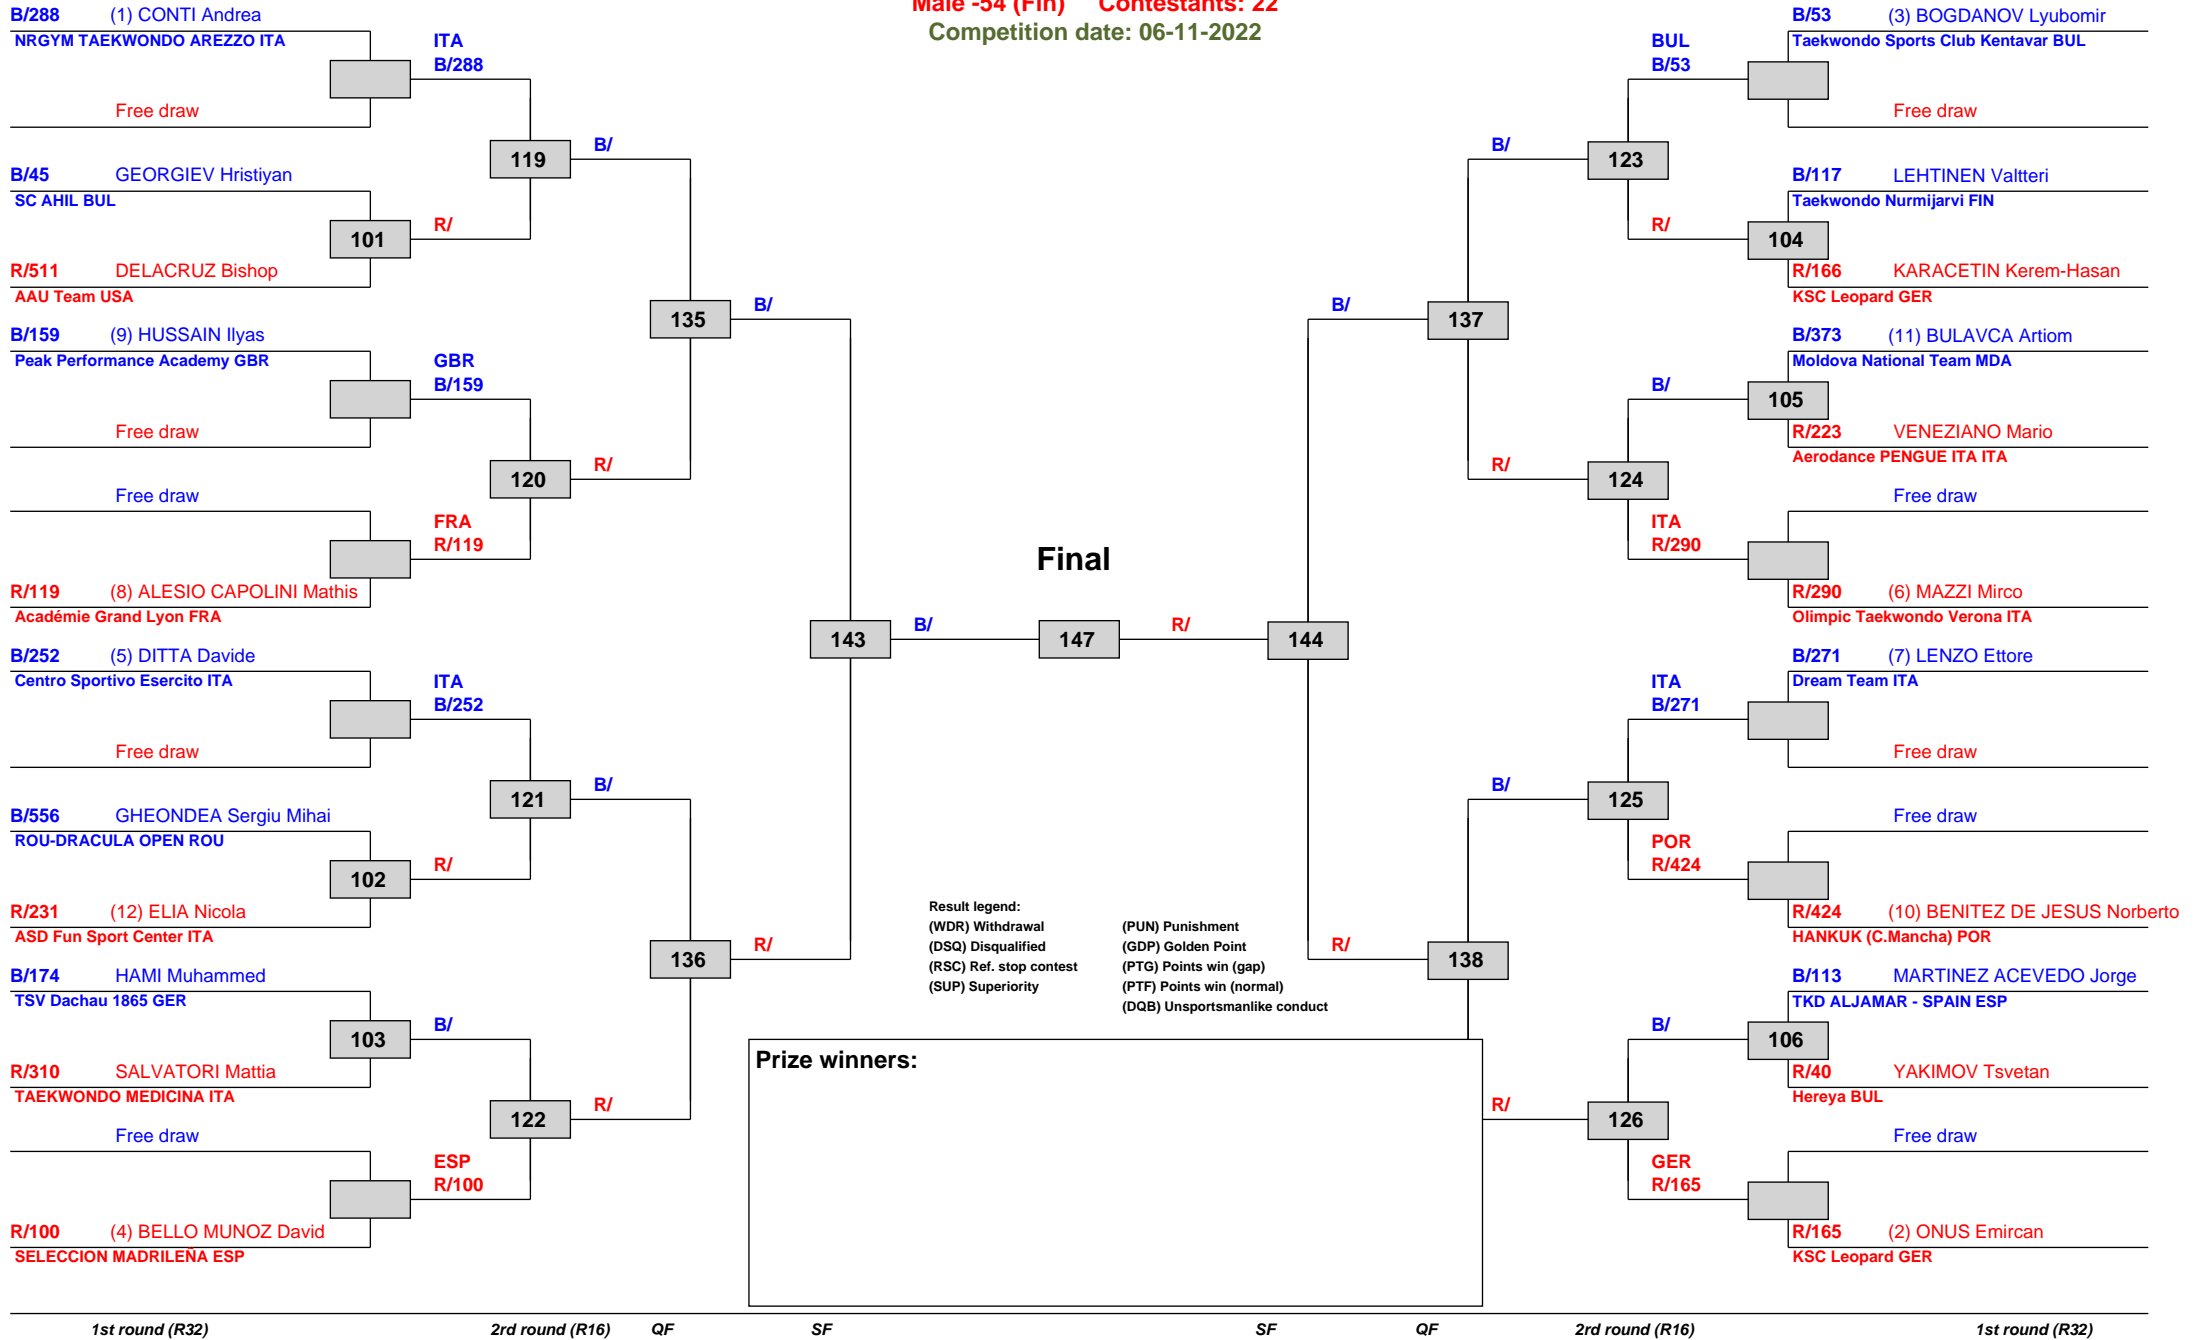 Male -54 (Fin) Contestants: 22
Competition date: 06-11-2022
B/288 (1) CONTI Andrea
NRGYM TAEKWONDO AREZZO ITA
Free draw
ITA
B/288
B/45 GEORGIEV Hristiyan
SC AHIL BUL
101
R/511 DELACRUZ Bishop
AAU Team USA
R/
119
B/
B/159 (9) HUSSAIN Ilyas
Peak Performance Academy GBR
Free draw
GBR
B/159
Free draw
R/119 (8) ALESIO CAPOLINI Mathis
Académie Grand Lyon FRA
FRA
R/119
120
R/
135
B/
B/252 (5) DITTA Davide
Centro Sportivo Esercito ITA
Free draw
ITA
B/252
B/556 GHEONDEA Sergiu Mihai
ROU-DRACULA OPEN ROU
102
R/231 (12) ELIA Nicola
ASD Fun Sport Center ITA
R/
121
B/
B/174 HAMI Muhammed
TSV Dachau 1865 GER
103
R/310 SALVATORI Mattia
TAEKWONDO MEDICINA ITA
B/
Free draw
R/100 (4) BELLO MUNOZ David
SELECCION MADRILEÑA ESP
ESP
R/100
122
R/
136
R/
143
B/
Final
147
R/
144
B/53 (3) BOGDANOV Lyubomir
Taekwondo Sports Club Kentavar BUL
Free draw
BUL
B/53
B/117 LEHTINEN Valtteri
Taekwondo Nurmijarvi FIN
104
R/166 KARACETIN Kerem-Hasan
KSC Leopard GER
R/
123
B/
B/373 (11) BULAVCA Artiom
Moldova National Team MDA
105
R/223 VENEZIANO Mario
Aerodance PENGUE ITA ITA
B/
Free draw
R/290 (6) MAZZI Mirco
Olimpic Taekwondo Verona ITA
ITA
R/290
124
R/
137
B/
B/271 (7) LENZO Ettore
Dream Team ITA
Free draw
ITA
B/271
Free draw
R/424 (10) BENITEZ DE JESUS Norberto
HANKUK (C.Mancha) POR
POR
R/424
125
B/
B/113 MARTINEZ ACEVEDO Jorge
TKD ALJAMAR - SPAIN ESP
106
R/40 YAKIMOV Tsvetan
Hereya BUL
B/
Free draw
R/165 (2) ONUS Emircan
KSC Leopard GER
GER
R/165
126
R/
138
R/
Result legend:
(WDR) Withdrawal (PUN) Punishment
(DSQ) Disqualified (GDP) Golden Point
(RSC) Ref. stop contest (PTG) Points win (gap)
(SUP) Superiority (PTF) Points win (normal)
(DQB) Unsportsmanlike conduct
Prize winners:
1st round (R32) 2rd round (R16) QF SF SF QF 2rd round (R16) 1st round (R32)